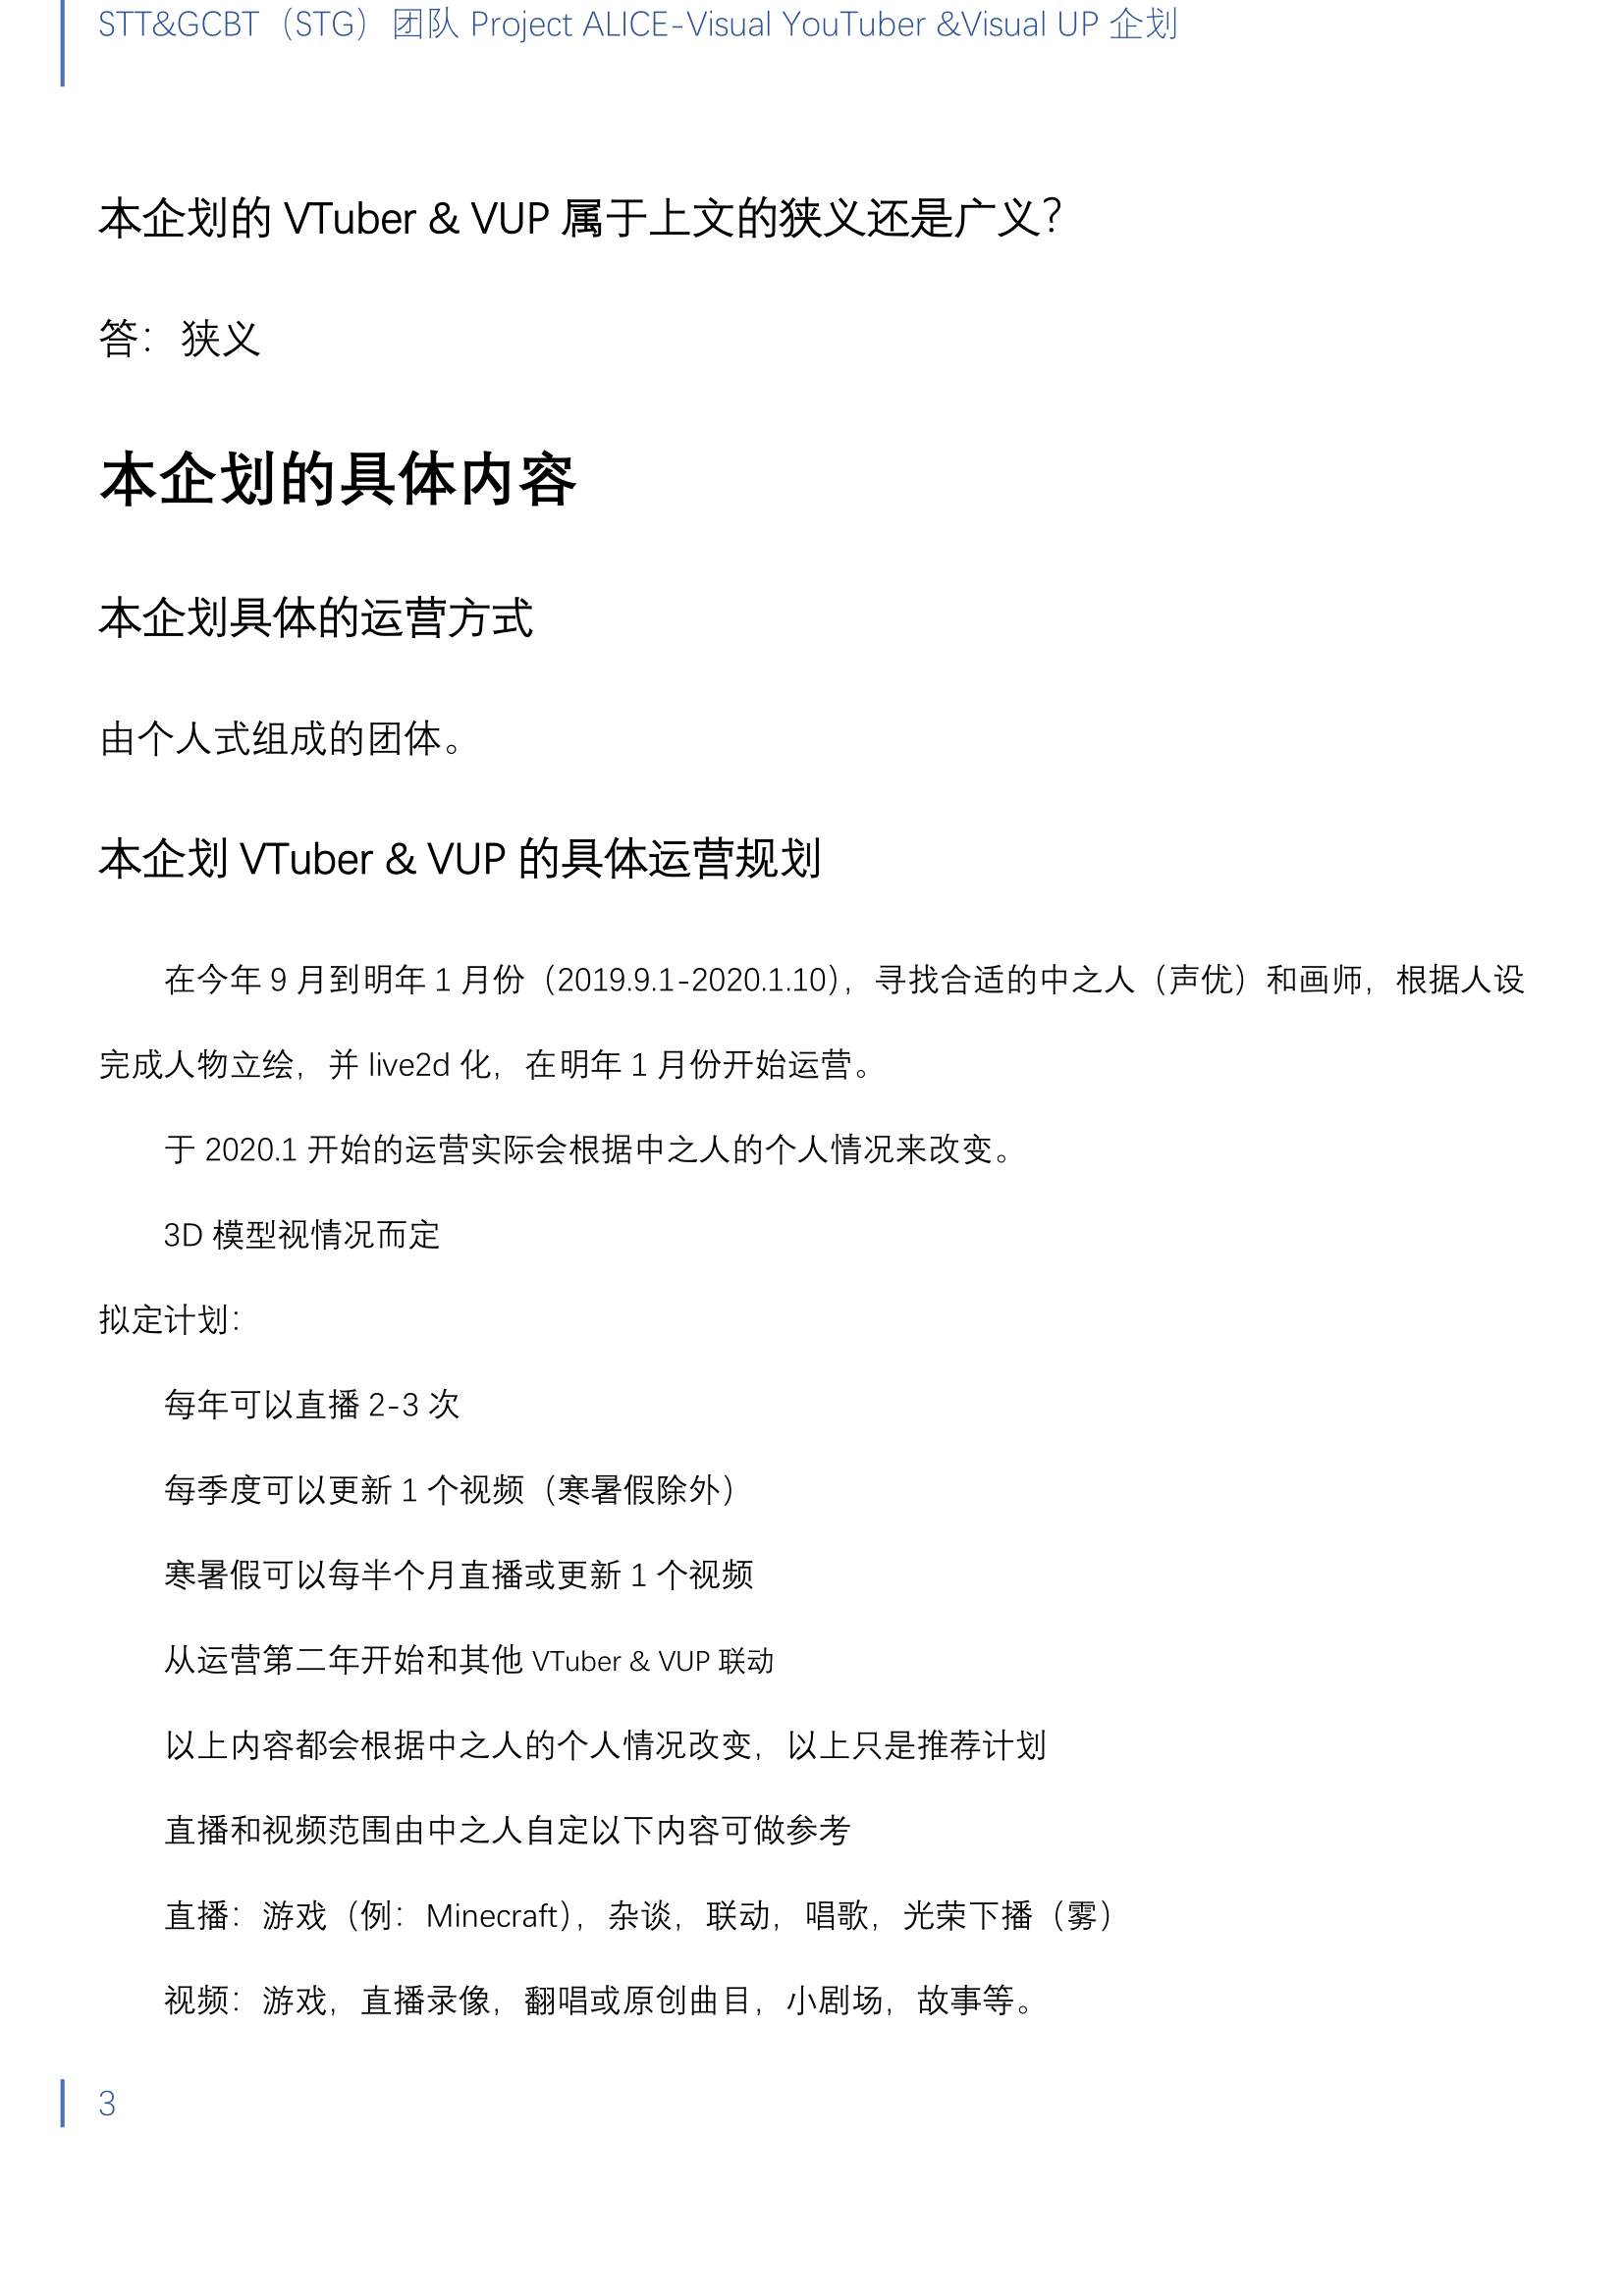 STT&GCBT（STG）团队 Project ALICE-Visual YouTuber &Visual UP 企划
本企划的 VTuber & VUP 属于上文的狭义还是广义？
答：狭义
本企划的具体内容
本企划具体的运营方式
由个人式组成的团体。
本企划 VTuber & VUP 的具体运营规划
在今年 9 月到明年 1 月份（2019.9.1-2020.1.10），寻找合适的中之人（声优）和画师，根据人设
完成人物立绘，并 live2d 化，在明年 1 月份开始运营。
于 2020.1 开始的运营实际会根据中之人的个人情况来改变。
3D 模型视情况而定
拟定计划：
每年可以直播 2-3 次
每季度可以更新 1 个视频（寒暑假除外）
寒暑假可以每半个月直播或更新 1 个视频
从运营第二年开始和其他 VTuber & VUP 联动
以上内容都会根据中之人的个人情况改变，以上只是推荐计划
直播和视频范围由中之人自定以下内容可做参考
直播：游戏（例：Minecraft），杂谈，联动，唱歌，光荣下播（雾）
视频：游戏，直播录像，翻唱或原创曲目，小剧场，故事等。
3